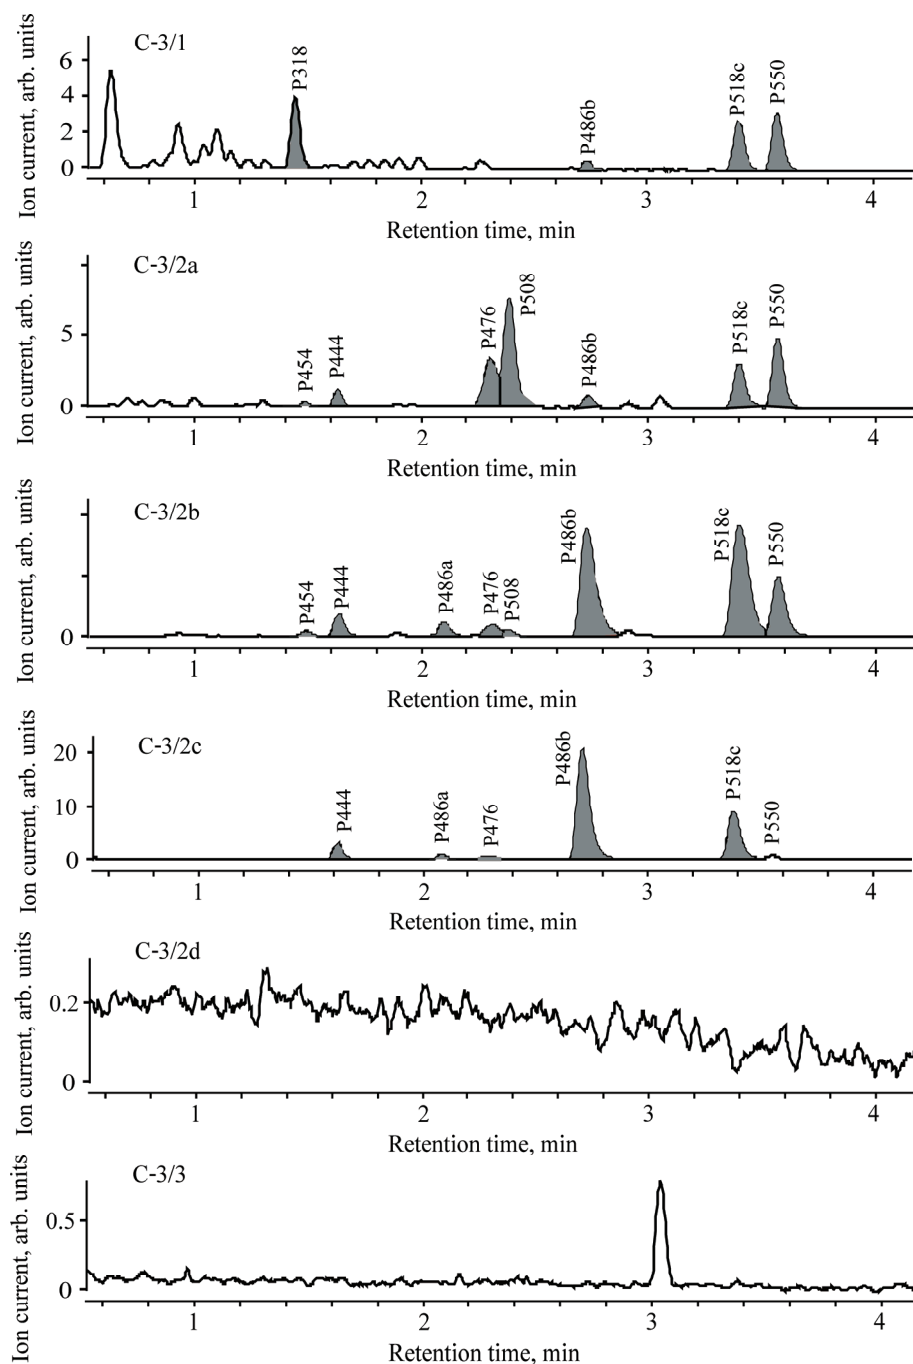 C-3/1
Ion current, arb. units
6
4
2
0
P318
P486b
P518c
P550
1
2
3
4
Retention time, min
C-3/2a
Ion current, arb. units
5
0
P454
P444
P476
P508
P486b
P518c
P550
1
2
3
4
Retention time, min
C-3/2b
Ion current, arb. units
0
P454
P444
P486a
P476
P508
P486b
P518c
P550
1
2
3
4
Retention time, min
C-3/2c
Ion current, arb. units
20
10
0
P444
P486a
P476
P486b
P518c
P550
1
2
3
4
Retention time, min
C-3/2d
Ion current, arb. units
0.2
0
1
2
3
4
Retention time, min
C-3/3
Ion current, arb. units
0.5
0
1
2
3
4
Retention time, min